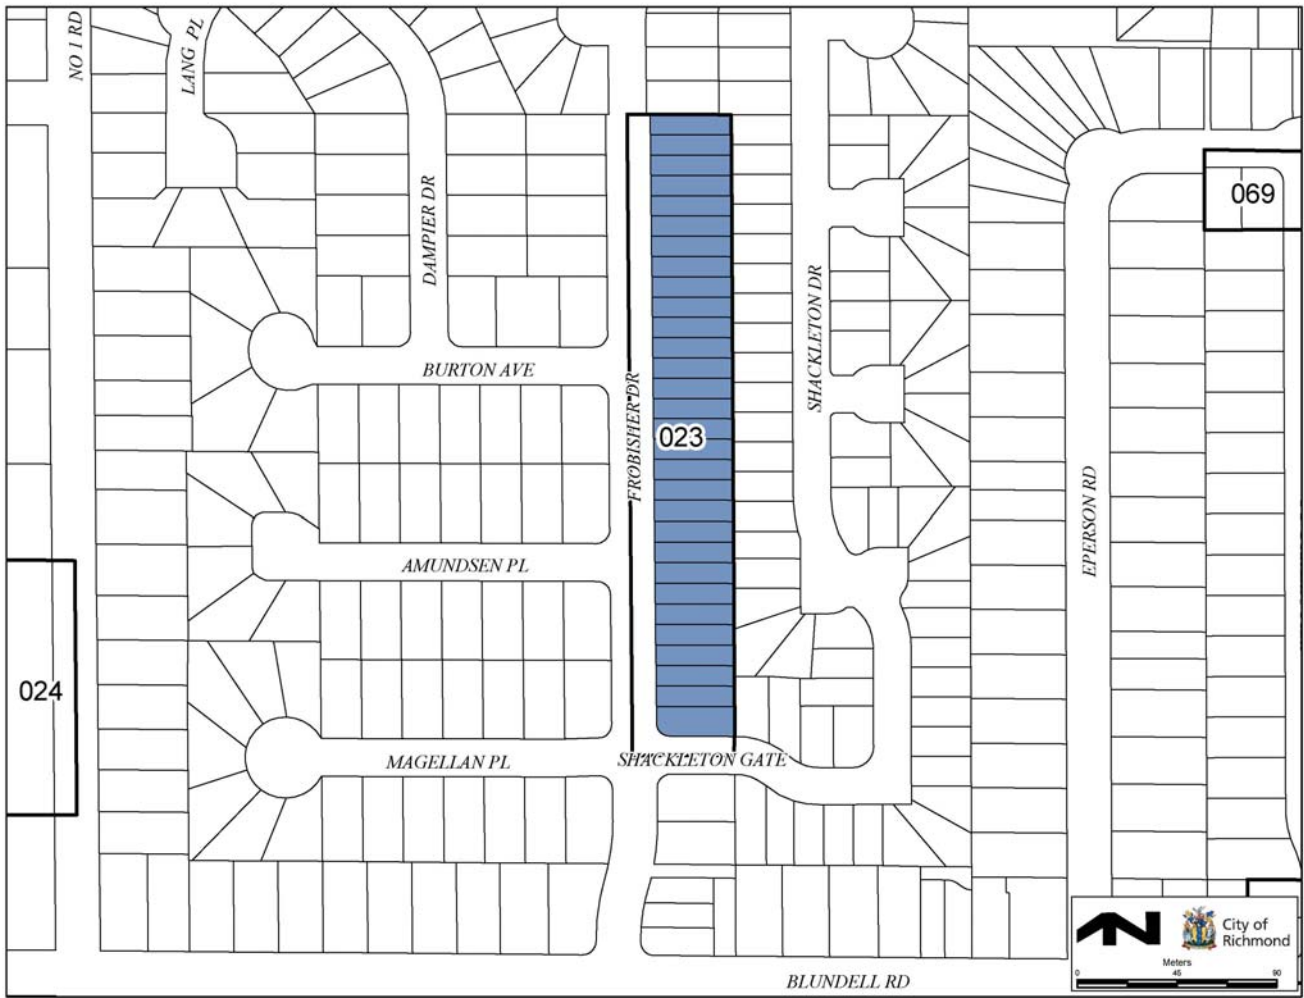 NO 1 RD
LANG PL
DAMPIER DR
069
SHACKLETON DR
BURTON AVE
FROBISHER DR
023
EPERSON RD
AMUNDSEN PL
024
MAGELLAN PL
SHACKLETON GATE
City of
Richmond
Meters
0 45 90
BLUNDELL RD